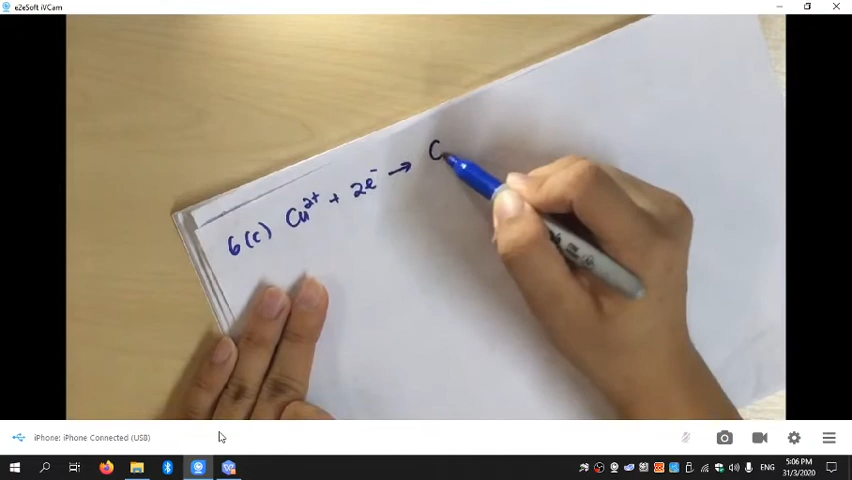 e2eSoft iVCam
6(c) Cu²⁺ + 2e⁻ → C
iPhone: iPhone Connected (USB)
ENG
5:06 PM
31/3/2020